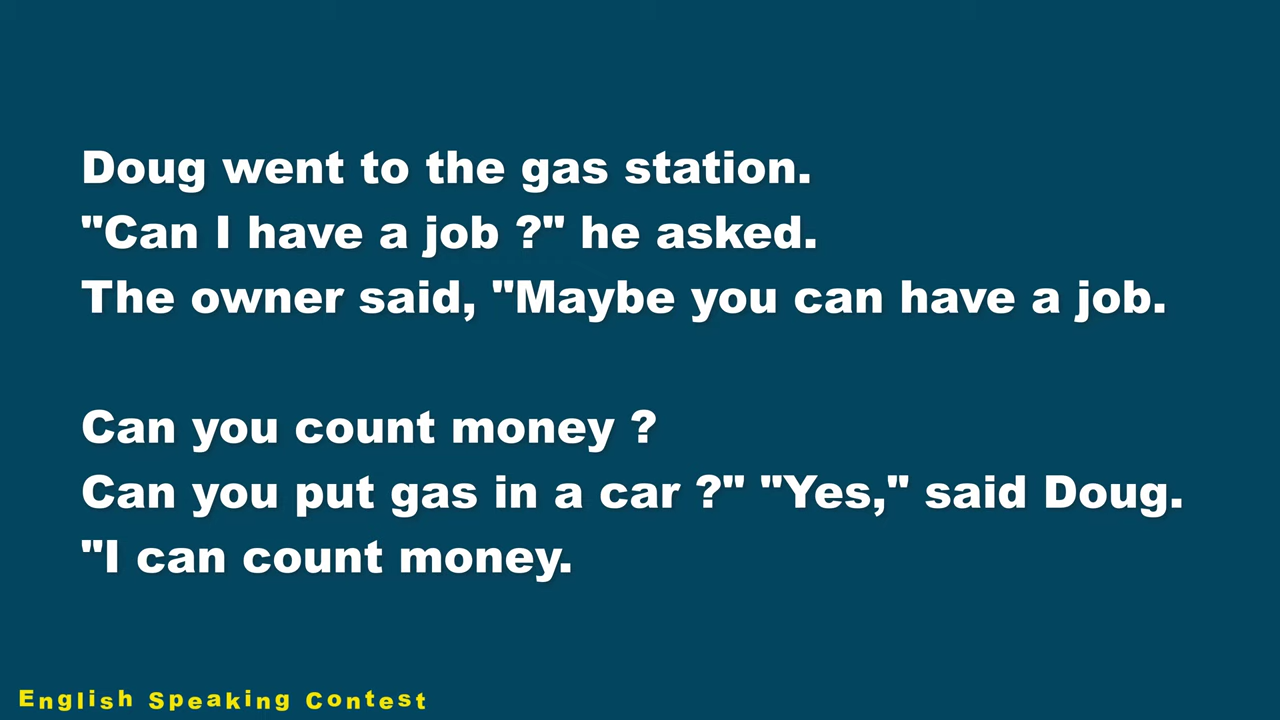 Doug went to the gas station.
"Can I have a job ?" he asked.
The owner said, "Maybe you can have a job.
Can you count money ?
Can you put gas in a car ?" "Yes," said Doug.
"I can count money.
English Speaking Contest